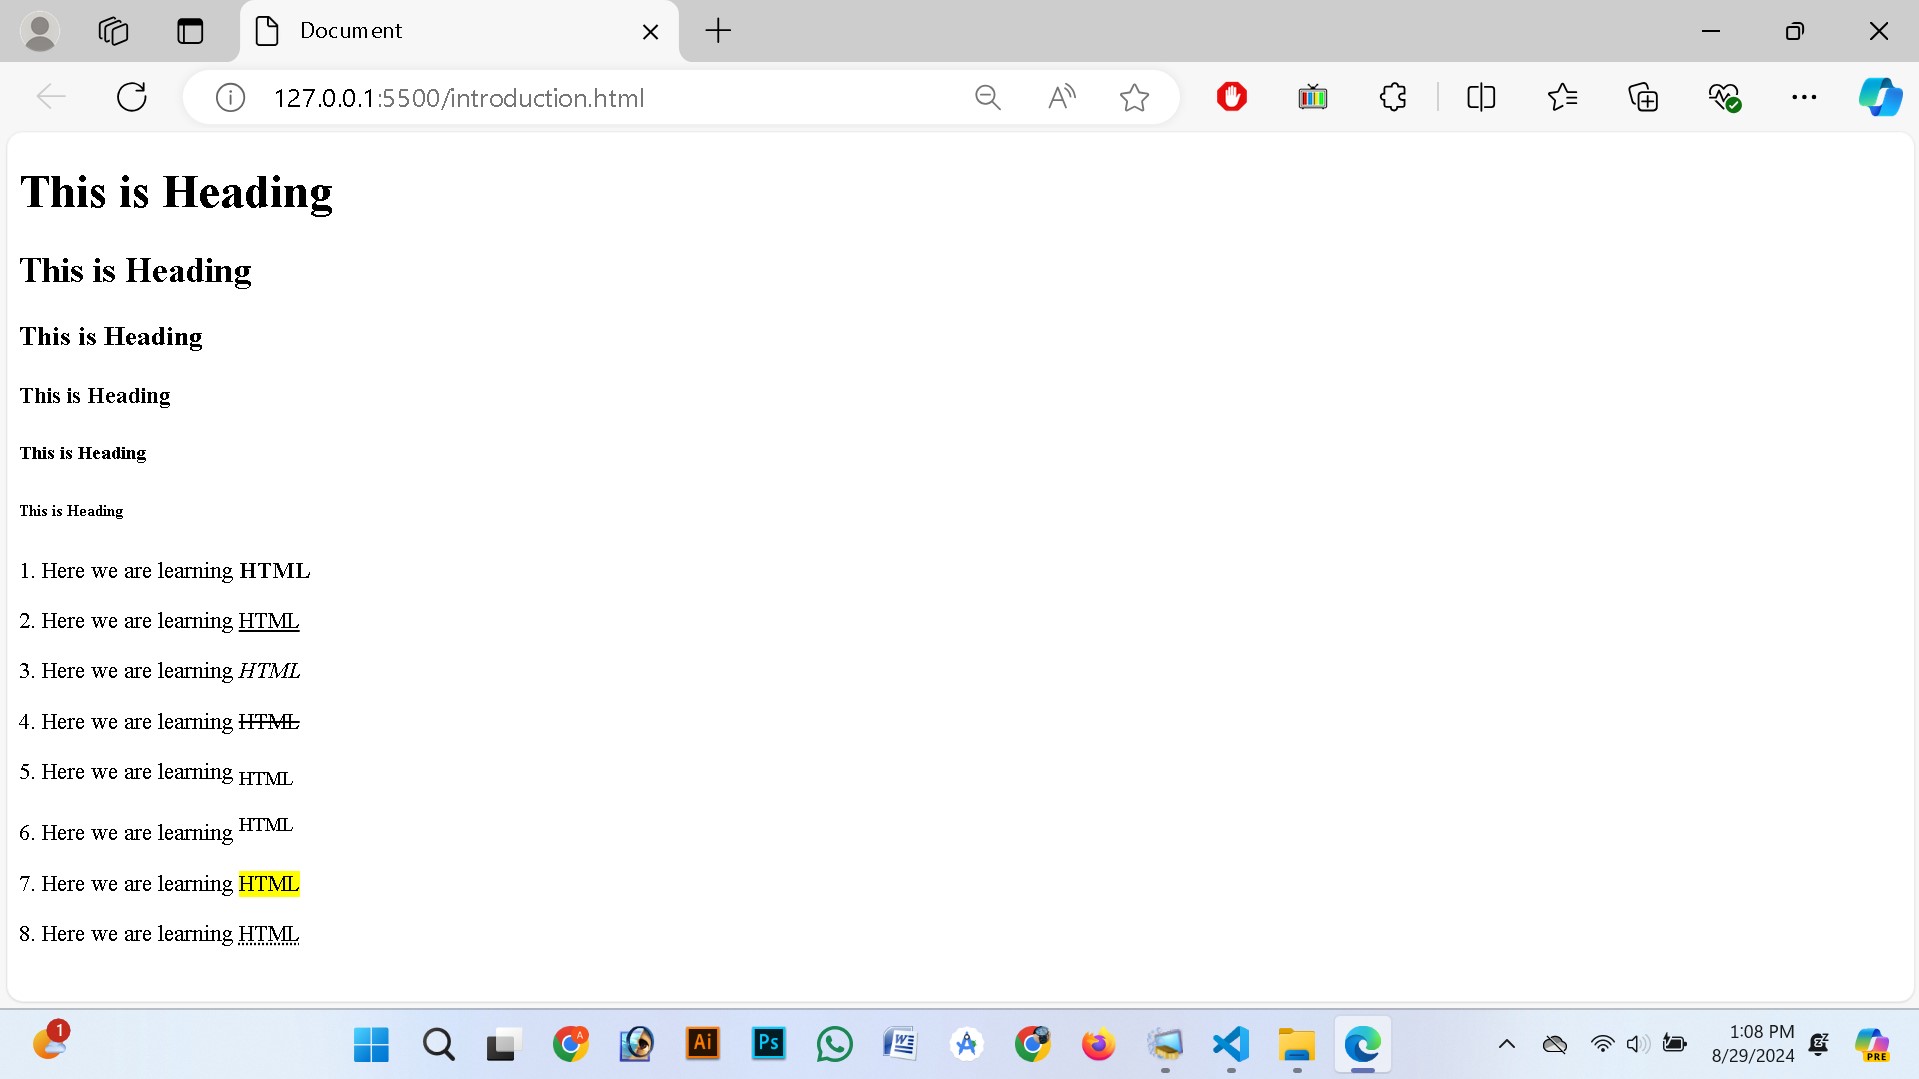 Document
127.0.0.1:5500/introduction.html
This is Heading
This is Heading
This is Heading
This is Heading
This is Heading
This is Heading
1. Here we are learning HTML
2. Here we are learning HTML
3. Here we are learning HTML
4. Here we are learning HTML
5. Here we are learning HTML
6. Here we are learning HTML
7. Here we are learning HTML
8. Here we are learning HTML
1
A
Ai
Ps
W
PRE
1:08 PM
8/29/2024